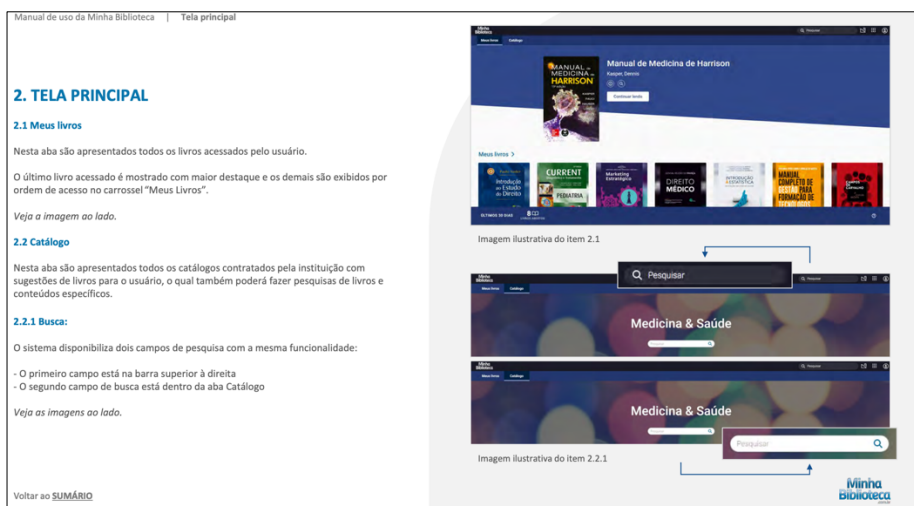 Manual de uso da Minha Biblioteca | Tela principal
2. TELA PRINCIPAL
2.1 Meus livros
Nesta aba são apresentados todos os livros acessados pelo usuário.
O último livro acessado é mostrado com maior destaque e os demais são exibidos por
ordem de acesso no carrossel “Meus Livros”.
Veja a imagem ao lado.
2.2 Catálogo
Nesta aba são apresentados todos os catálogos contratados pela instituição com
sugestões de livros para o usuário, o qual também poderá fazer pesquisas de livros e
conteúdos específicos.
2.2.1 Busca:
O sistema disponibiliza dois campos de pesquisa com a mesma funcionalidade:
- O primeiro campo está na barra superior à direita
- O segundo campo de busca está dentro da aba Catálogo
Veja as imagens ao lado.
Voltar ao SUMÁRIO
Minha
Biblioteca
Pesquisar
Meus livros Catálogo
MANUAL DE
MEDICINA DE
HARRISON
Manual de Medicina de Harrison
Kasper, Dennis
Continuar lendo
Meus livros >
Introdução
ao Estudo
do Direito
CURRENT
PEDIATRIA
Marketing
Estratégico
DIREITO
MÉDICO
INTRODUÇÃO
À ESTATÍSTICA
MANUAL
COMPLETO DE
PARA
FORMAÇÃO DE
CARVALHO
ÚLTIMOS 30 DIAS 8
Imagem ilustrativa do item 2.1
Pesquisar
Minha
Biblioteca
Pesquisar
Meus livros Catálogo
Medicina & Saúde
Pesquisar
Minha
Biblioteca
Pesquisar
Meus livros Catálogo
Medicina & Saúde
Pesquisar
Pesquisar
Imagem ilustrativa do item 2.2.1
Minha
Biblioteca